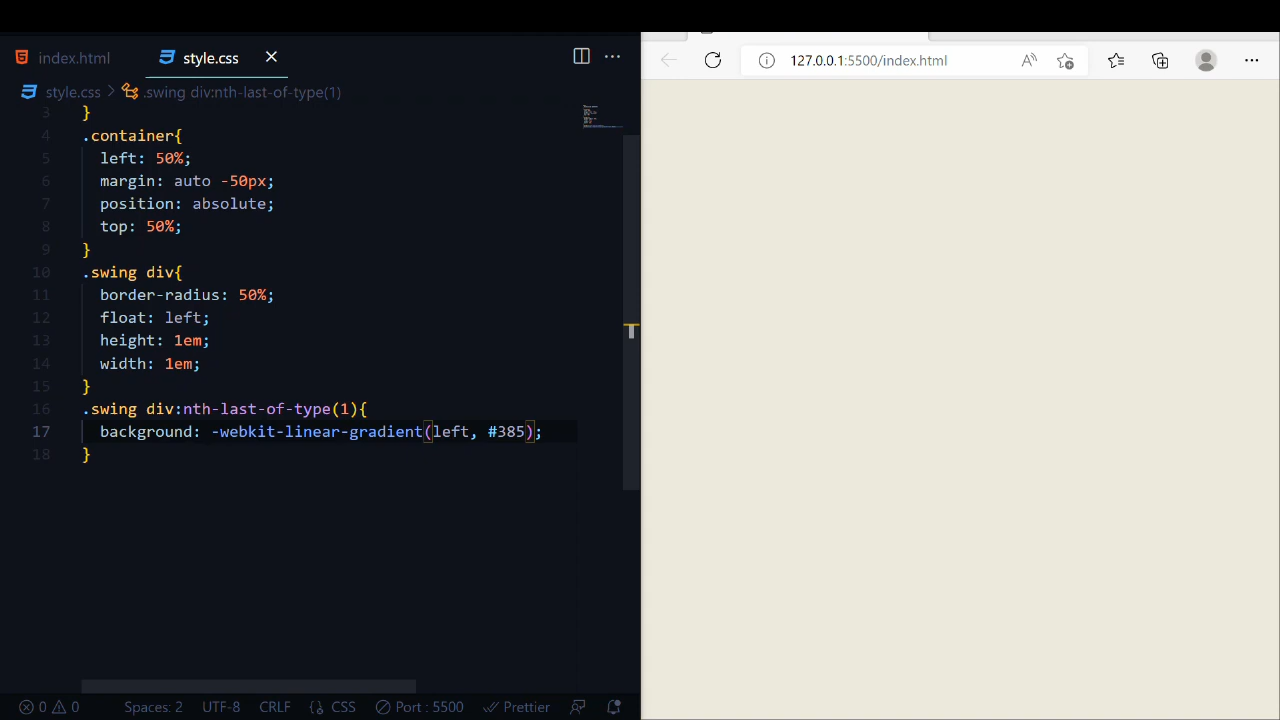 index.html
style.css
127.0.0.1:5500/index.html
style.css > .swing div:nth-last-of-type(1)
3 }
4 .container{
5 left: 50%;
6 margin: auto -50px;
7 position: absolute;
8 top: 50%;
9 }
10 .swing div{
11 border-radius: 50%;
12 float: left;
13 height: 1em;
14 width: 1em;
15 }
16 .swing div:nth-last-of-type(1){
17 background: -webkit-linear-gradient(left, #385);
18 }
0 0 Spaces: 2 UTF-8 CRLF {} CSS Port : 5500 Prettier